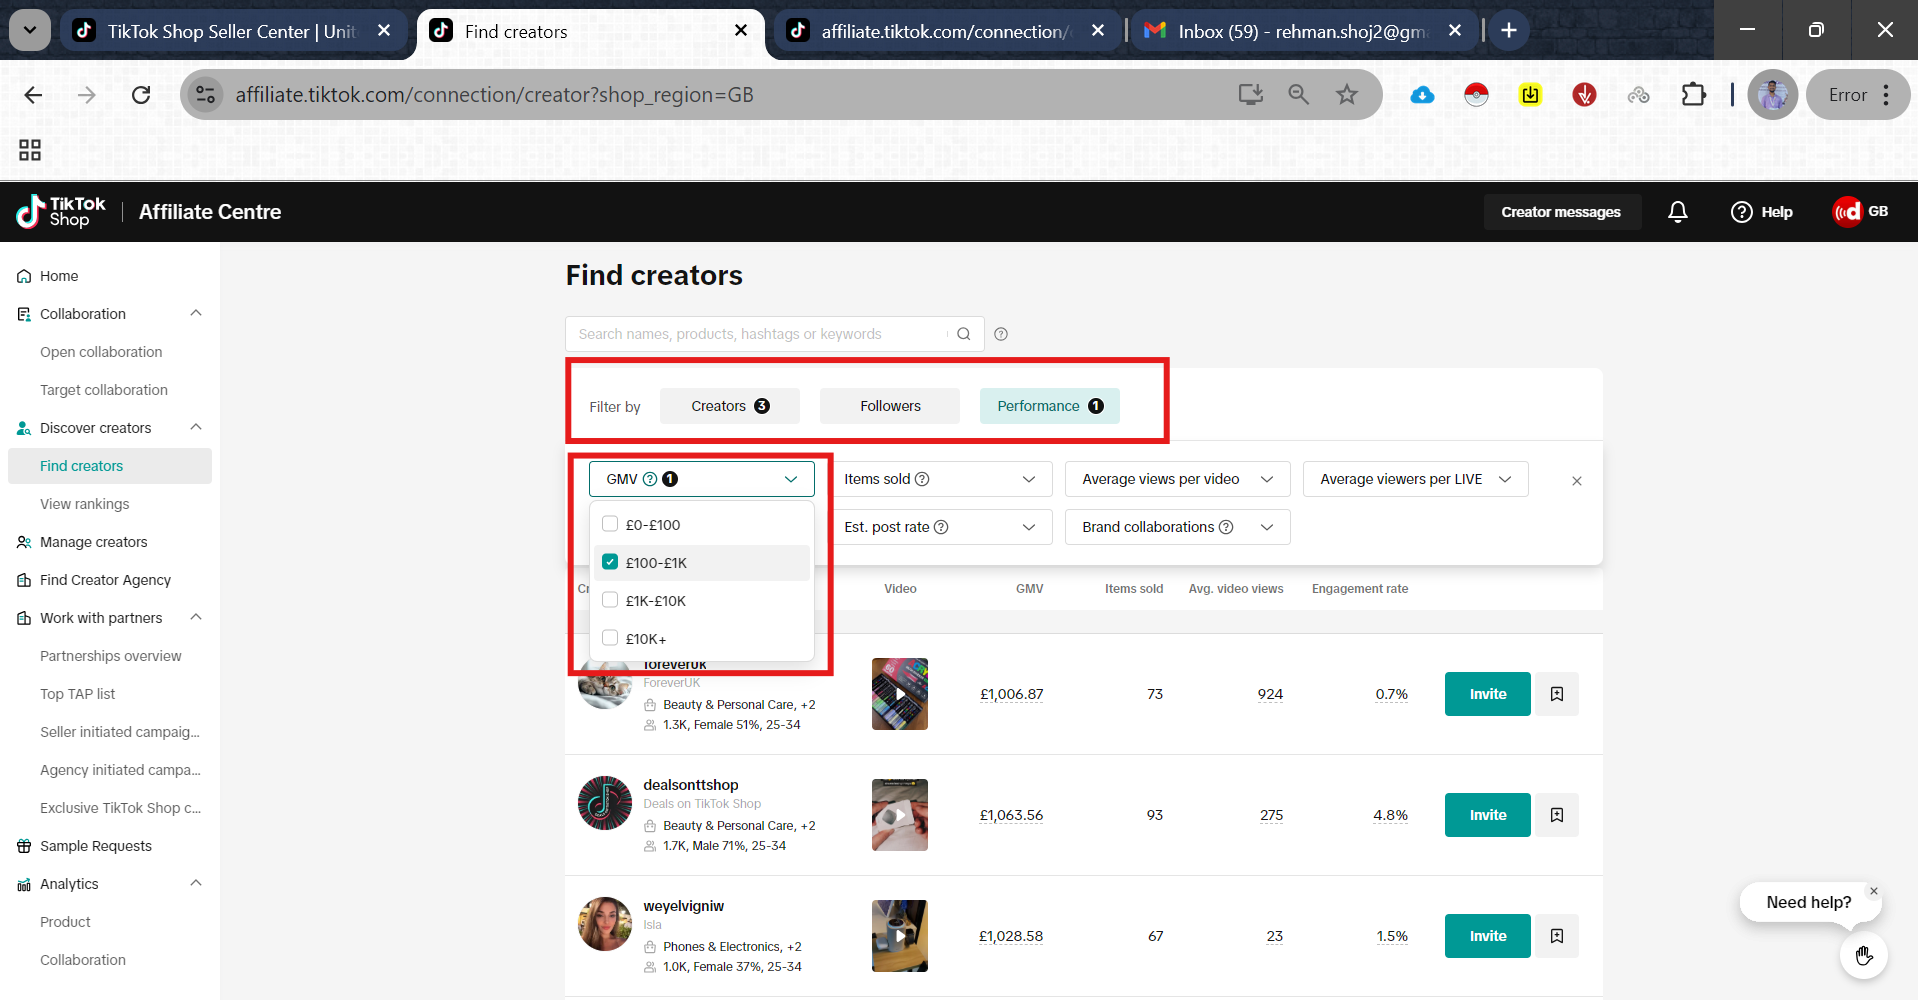 TikTok Shop Seller Center | Unit
Find creators
affiliate.tiktok.com/connection/
Inbox (59) - rehman.shoj2@gm
affiliate.tiktok.com/connection/creator?shop_region=GB
Error
TikTok Shop
Affiliate Centre
Creator messages
Help
GB
Home
Collaboration
Open collaboration
Target collaboration
Discover creators
Find creators
View rankings
Manage creators
Find Creator Agency
Work with partners
Partnerships overview
Top TAP list
Seller initiated campaig...
Agency initiated campa...
Exclusive TikTok Shop c...
Sample Requests
Analytics
Product
Collaboration
Find creators
Search names, products, hashtags or keywords
Filter by
Creators 3
Followers
Performance 1
GMV 1
Items sold
Average views per video
Average viewers per LIVE
Est. post rate
Brand collaborations
£0-£100
£100-£1K
£1K-£10K
£10K+
Video
GMV
Items sold
Avg. video views
Engagement rate
foreveruk
ForeverUK
Beauty & Personal Care, +2
1.3K, Female 51%, 25-34
£1,006.87
73
924
0.7%
Invite
dealsonttshop
Deals on TikTok Shop
Beauty & Personal Care, +2
1.7K, Male 71%, 25-34
£1,063.56
93
275
4.8%
Invite
weyelvigniw
Isla
Phones & Electronics, +2
1.0K, Female 37%, 25-34
£1,028.58
67
23
1.5%
Invite
Need help?